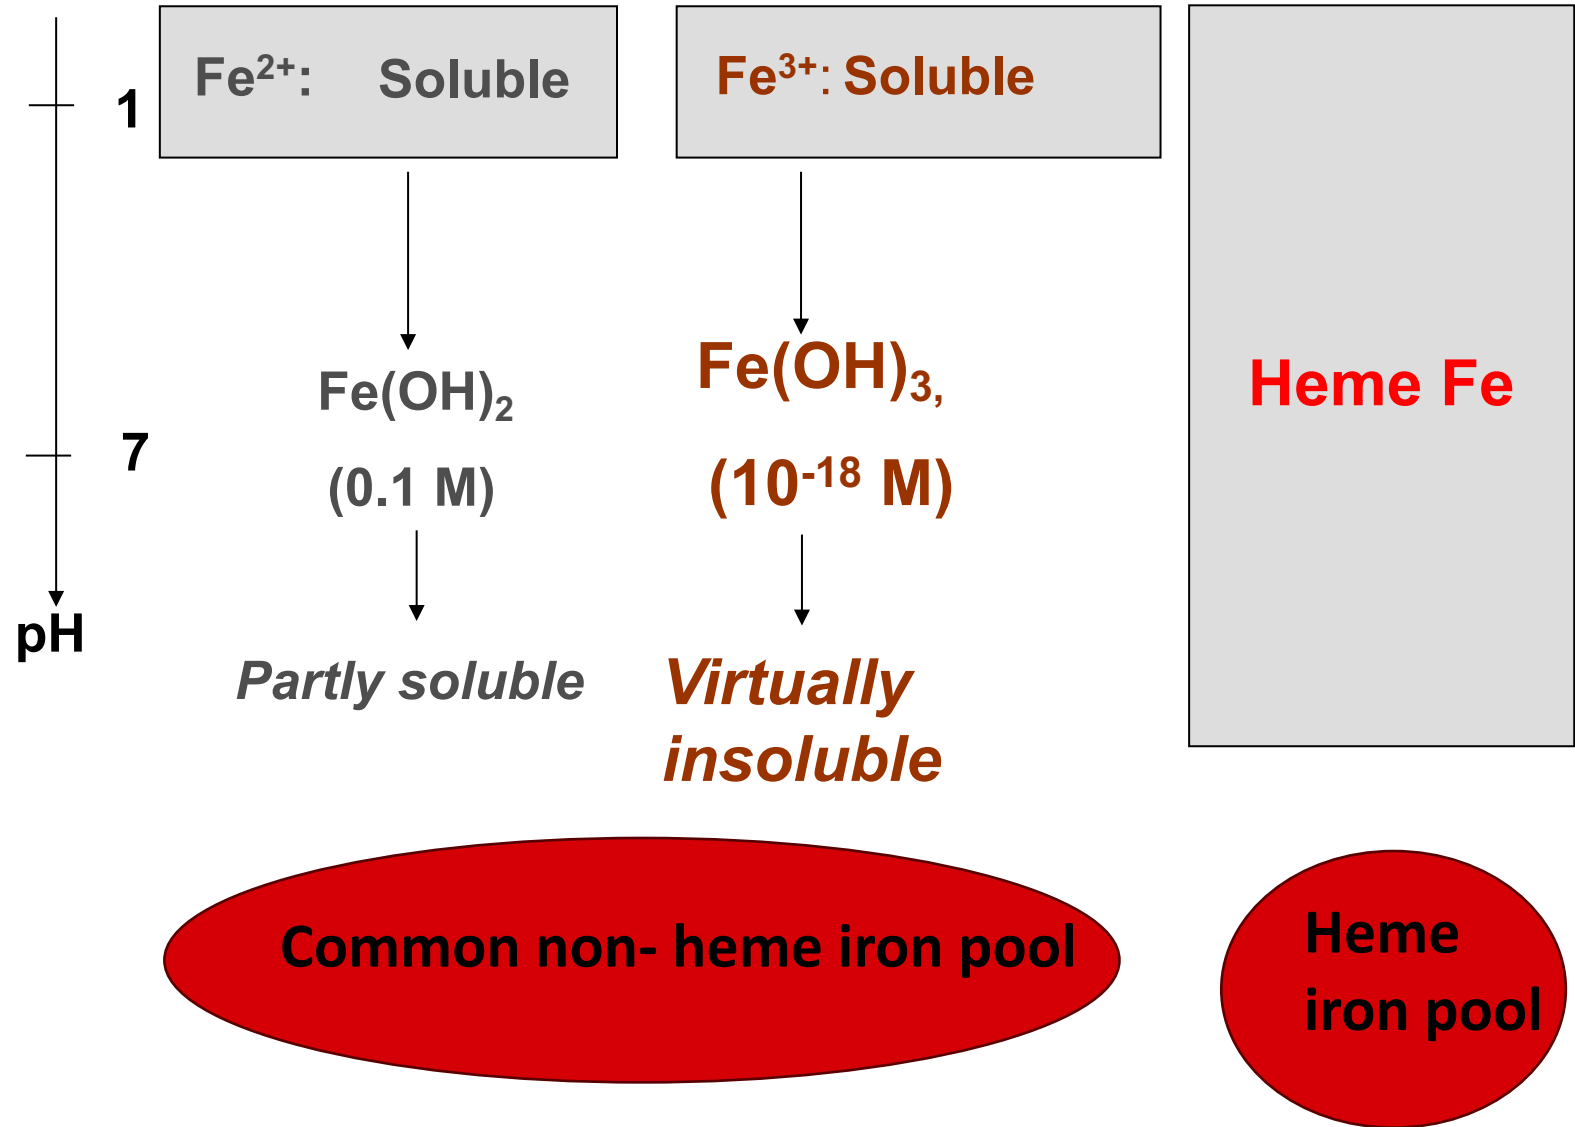 1
7
pH
Fe²⁺: Soluble
Fe(OH)₂
(0.1 M)
Partly soluble
Fe³⁺: Soluble
Fe(OH)₃,
(10⁻¹⁸ M)
Virtually
insoluble
Heme Fe
Common non- heme iron pool
Heme
iron pool